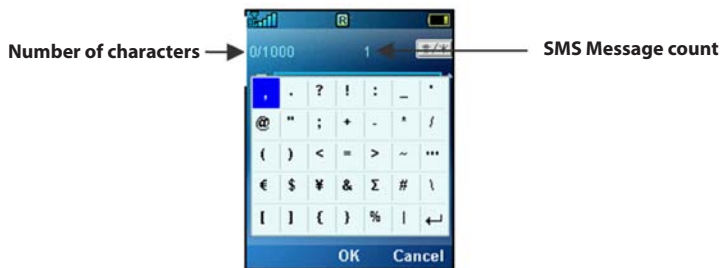 R
Number of characters
0/1000 1
SMS Message count
, . ? ! : _ '
@ " ; + - * /
( ) < = > ~ ...
€ $ ¥ & Σ # \
[ ] { } % | ↵
OK Cancel